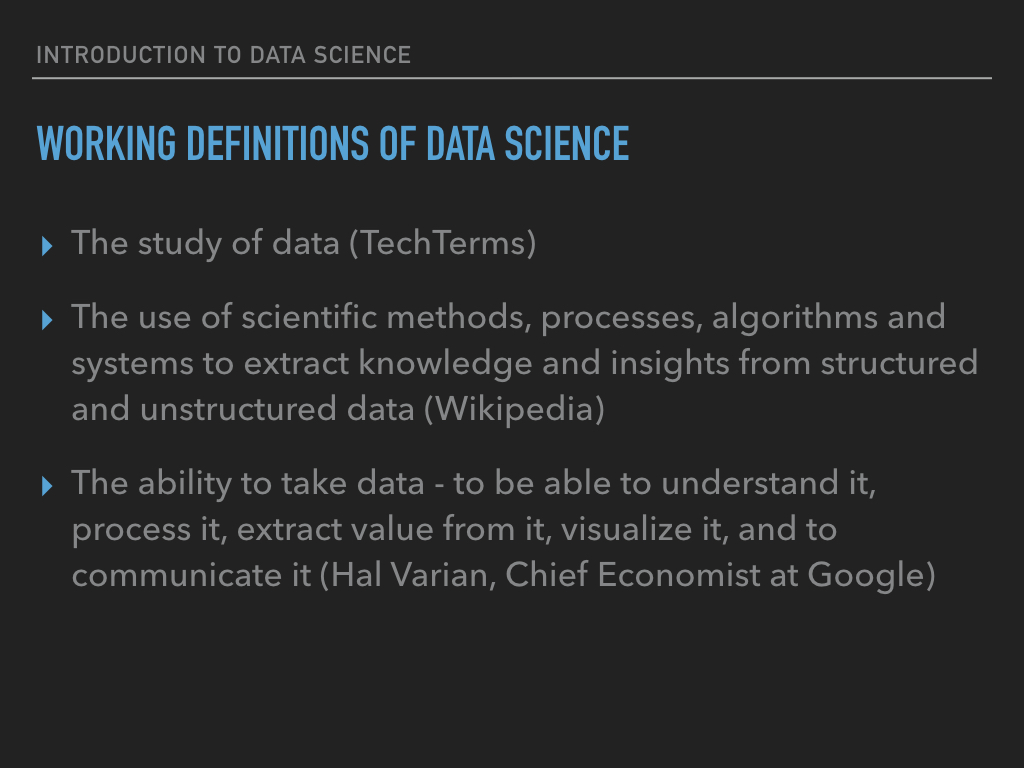 INTRODUCTION TO DATA SCIENCE
WORKING DEFINITIONS OF DATA SCIENCE
The study of data (TechTerms)
The use of scientific methods, processes, algorithms and
systems to extract knowledge and insights from structured
and unstructured data (Wikipedia)
The ability to take data - to be able to understand it,
process it, extract value from it, visualize it, and to
communicate it (Hal Varian, Chief Economist at Google)